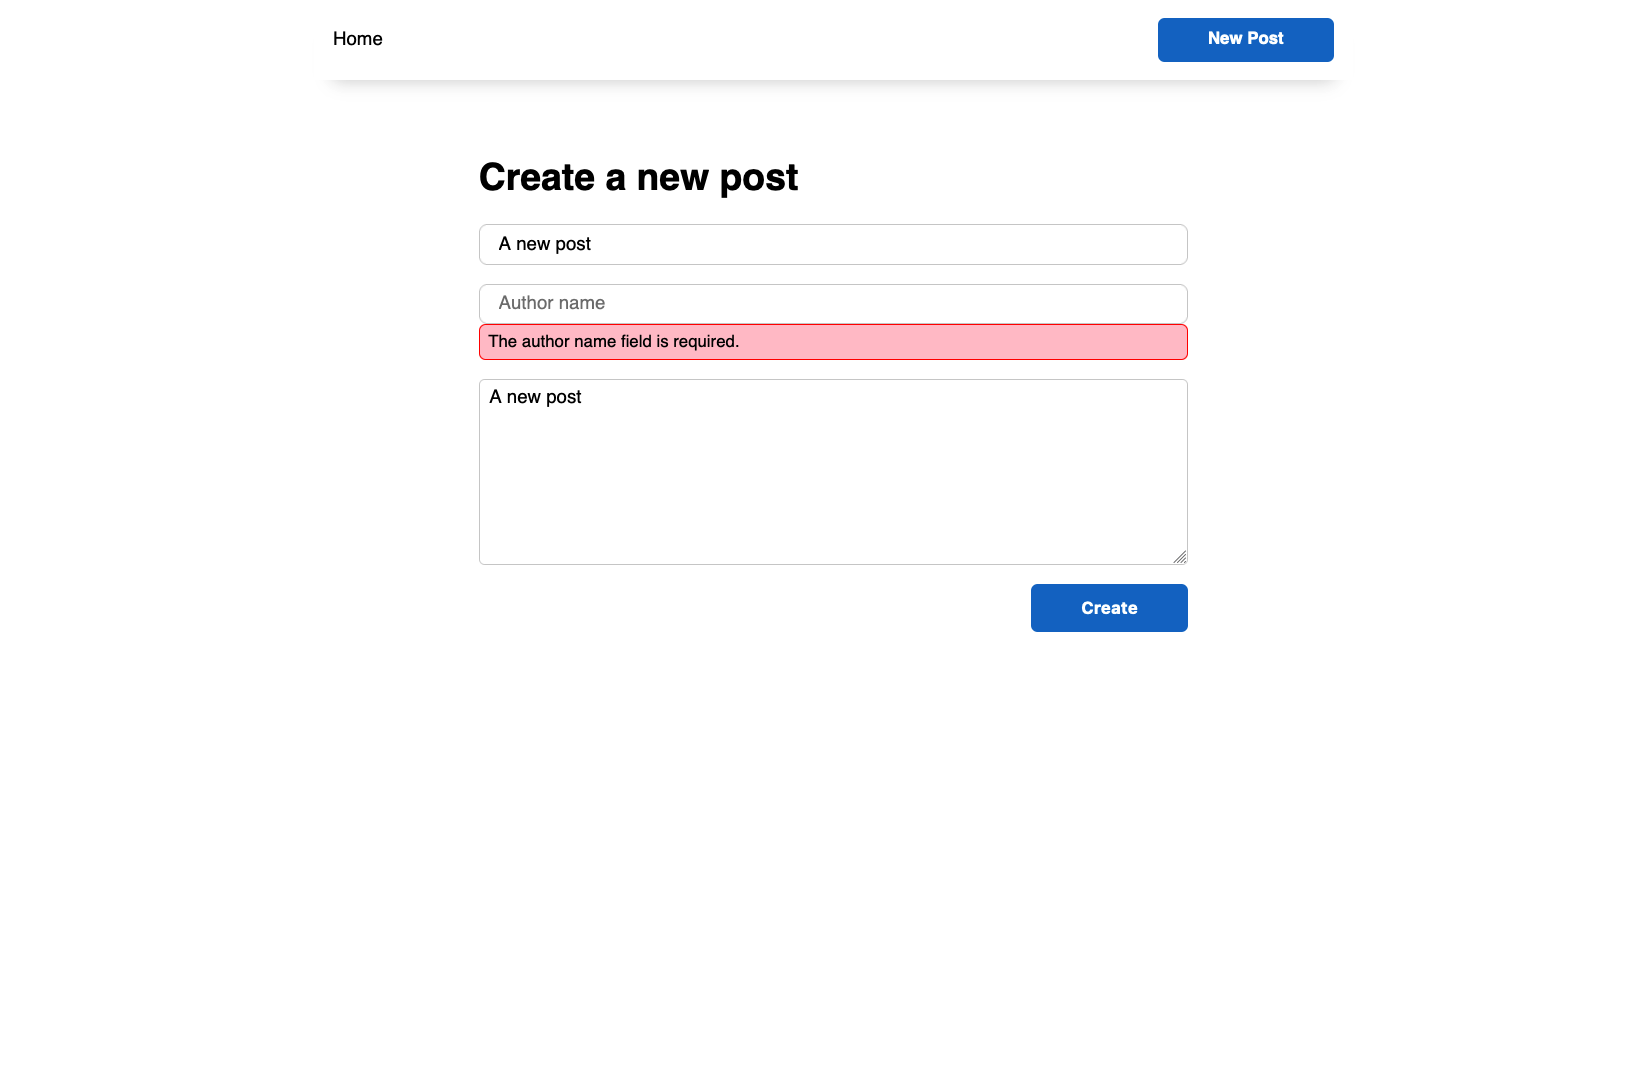 Home
New Post
Create a new post
A new post
Author name
The author name field is required.
A new post
Create